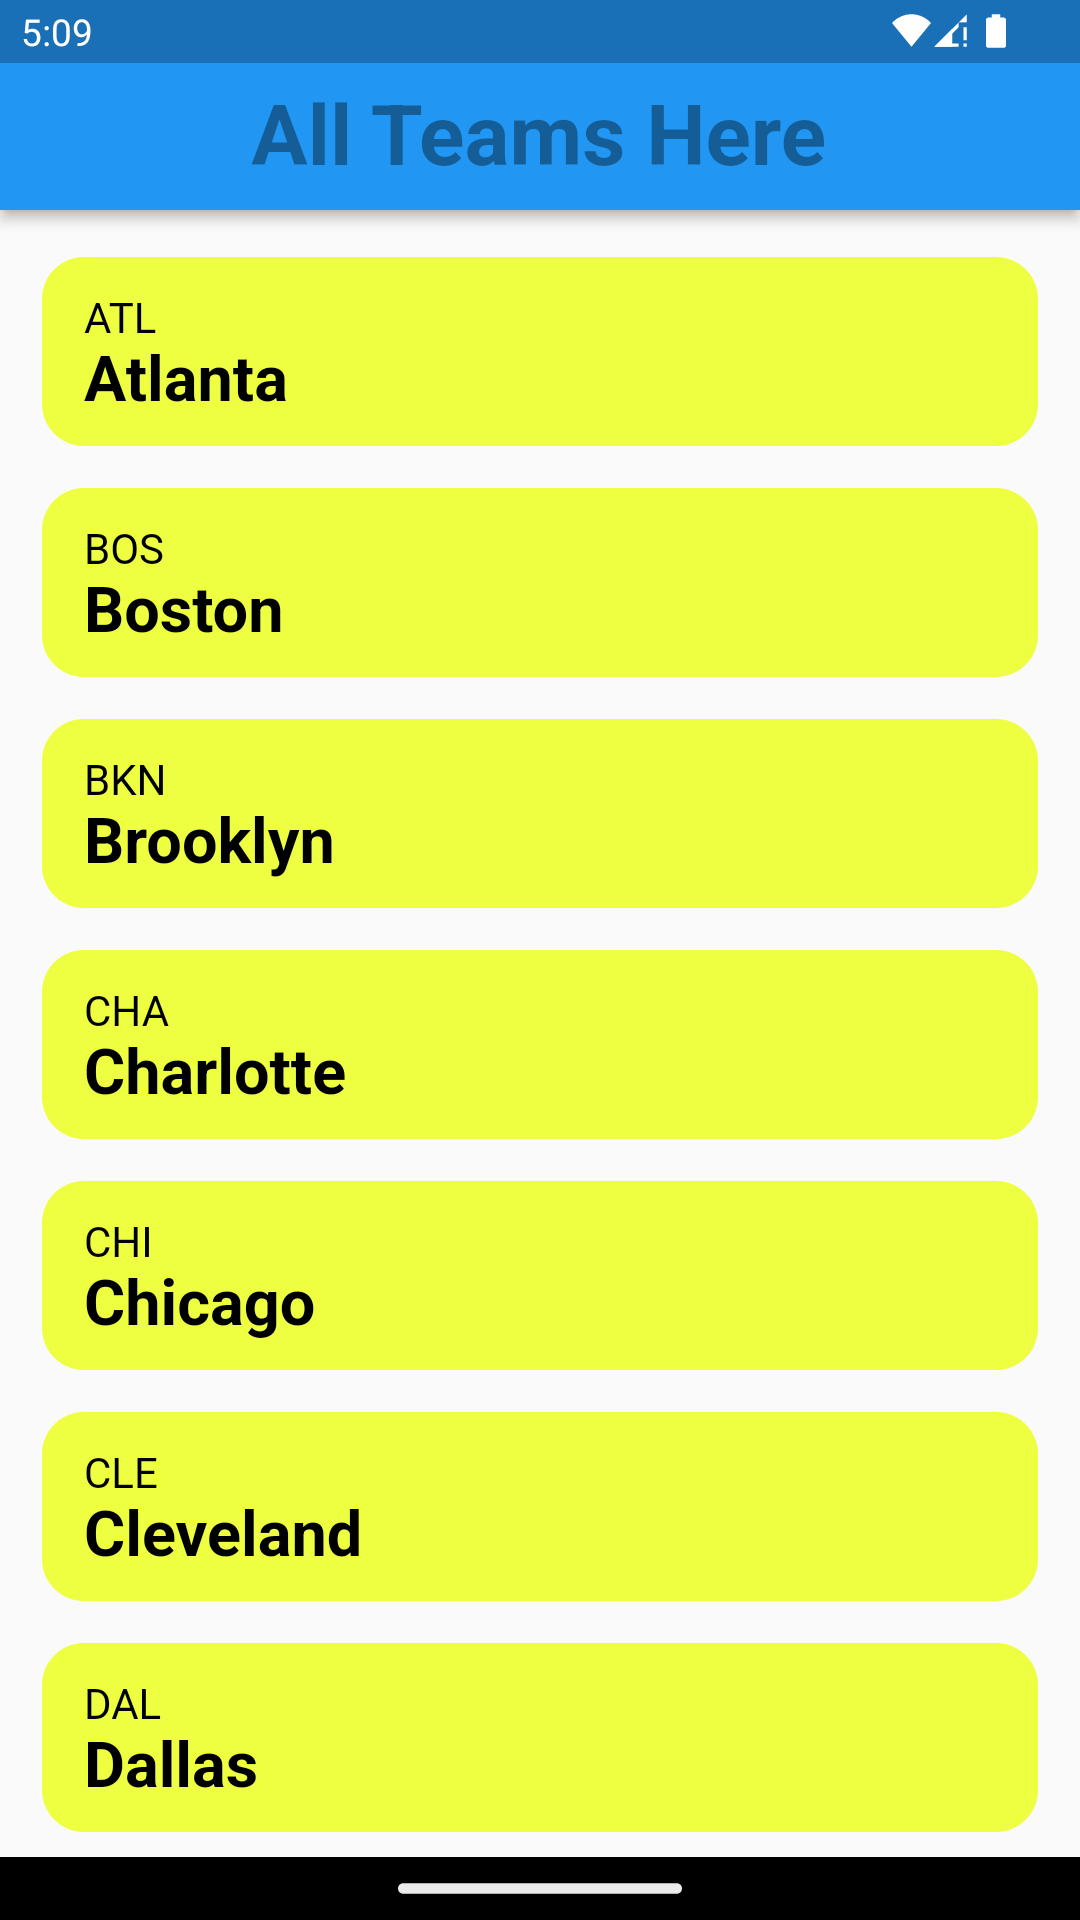 5:09
All Teams Here
ATL
Atlanta
BOS
Boston
BKN
Brooklyn
CHA
Charlotte
CHI
Chicago
CLE
Cleveland
DAL
Dallas